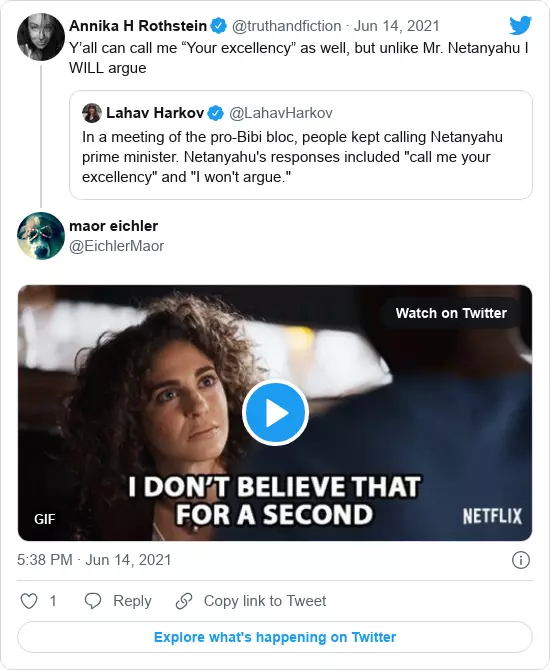 Annika H Rothstein @truthandfiction · Jun 14, 2021
Y'all can call me “Your excellency” as well, but unlike Mr. Netanyahu I
WILL argue
Lahav Harkov @LahavHarkov
In a meeting of the pro-Bibi bloc, people kept calling Netanyahu
prime minister. Netanyahu's responses included "call me your
excellency" and "I won't argue."
maor eichler
@EichlerMaor
Watch on Twitter
I DON'T BELIEVE THAT
FOR A SECOND
GIF
NETFLIX
5:38 PM · Jun 14, 2021
1 Reply Copy link to Tweet
Explore what's happening on Twitter